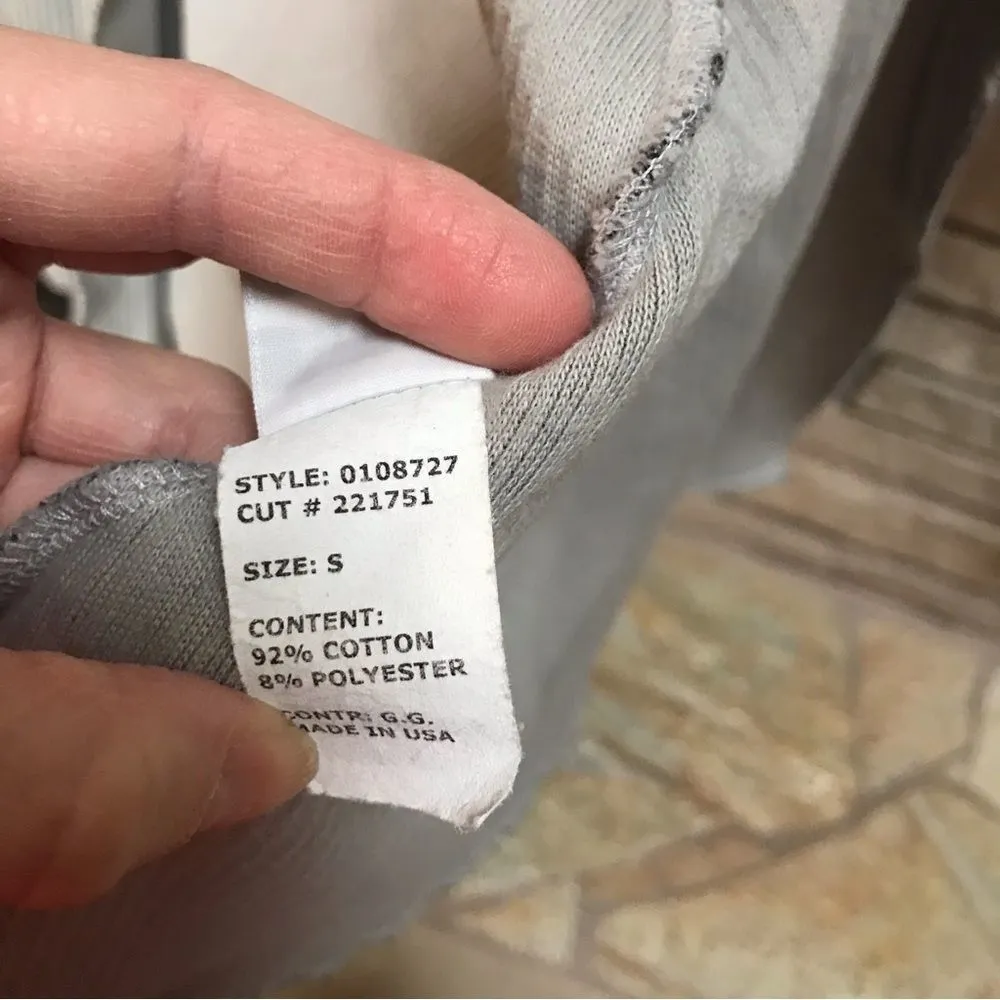 STYLE: 0108727
CUT # 221751
SIZE: S
CONTENT:
92% COTTON
8% POLYESTER
CONTR: G.G.
MADE IN USA